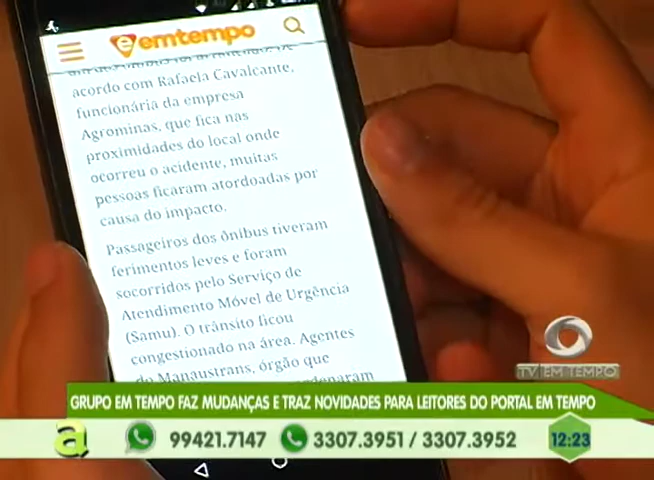 emtempo
acordo com Rafaela Cavalcante,
funcionária da empresa
Agrominas, que fica nas
proximidades do local onde
ocorreu o acidente, muitas
pessoas ficaram atordoadas por
causa do impacto.
Passageiros dos ônibus tiveram
ferimentos leves e foram
socorridos pelo Serviço de
Atendimento Móvel de Urgência
(Samu). O trânsito ficou
congestionado na área. Agentes
do Manaustrans, órgão que
TV EM TEMPO
GRUPO EM TEMPO FAZ MUDANÇAS E TRAZ NOVIDADES PARA LEITORES DO PORTAL EM TEMPO
a 99421.7147 3307.3951 / 3307.3952 12:23